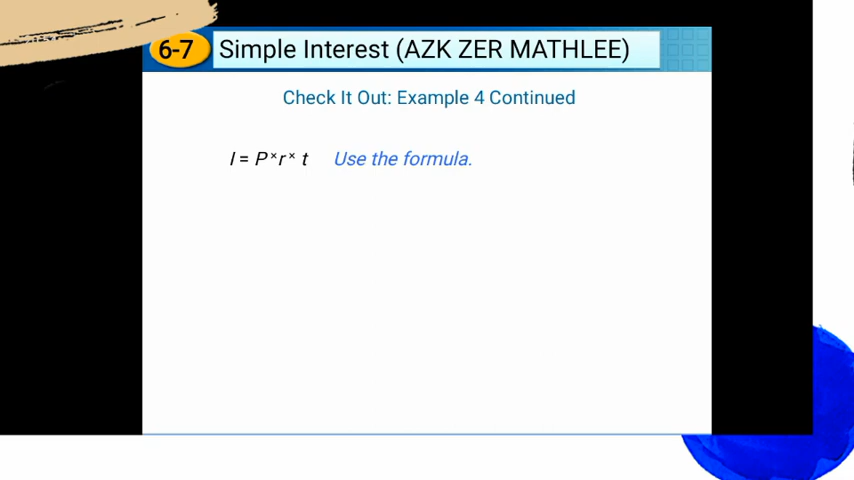 6-7 Simple Interest (AZK ZER MATHLEE)
Check It Out: Example 4 Continued
I = P × r × t Use the formula.